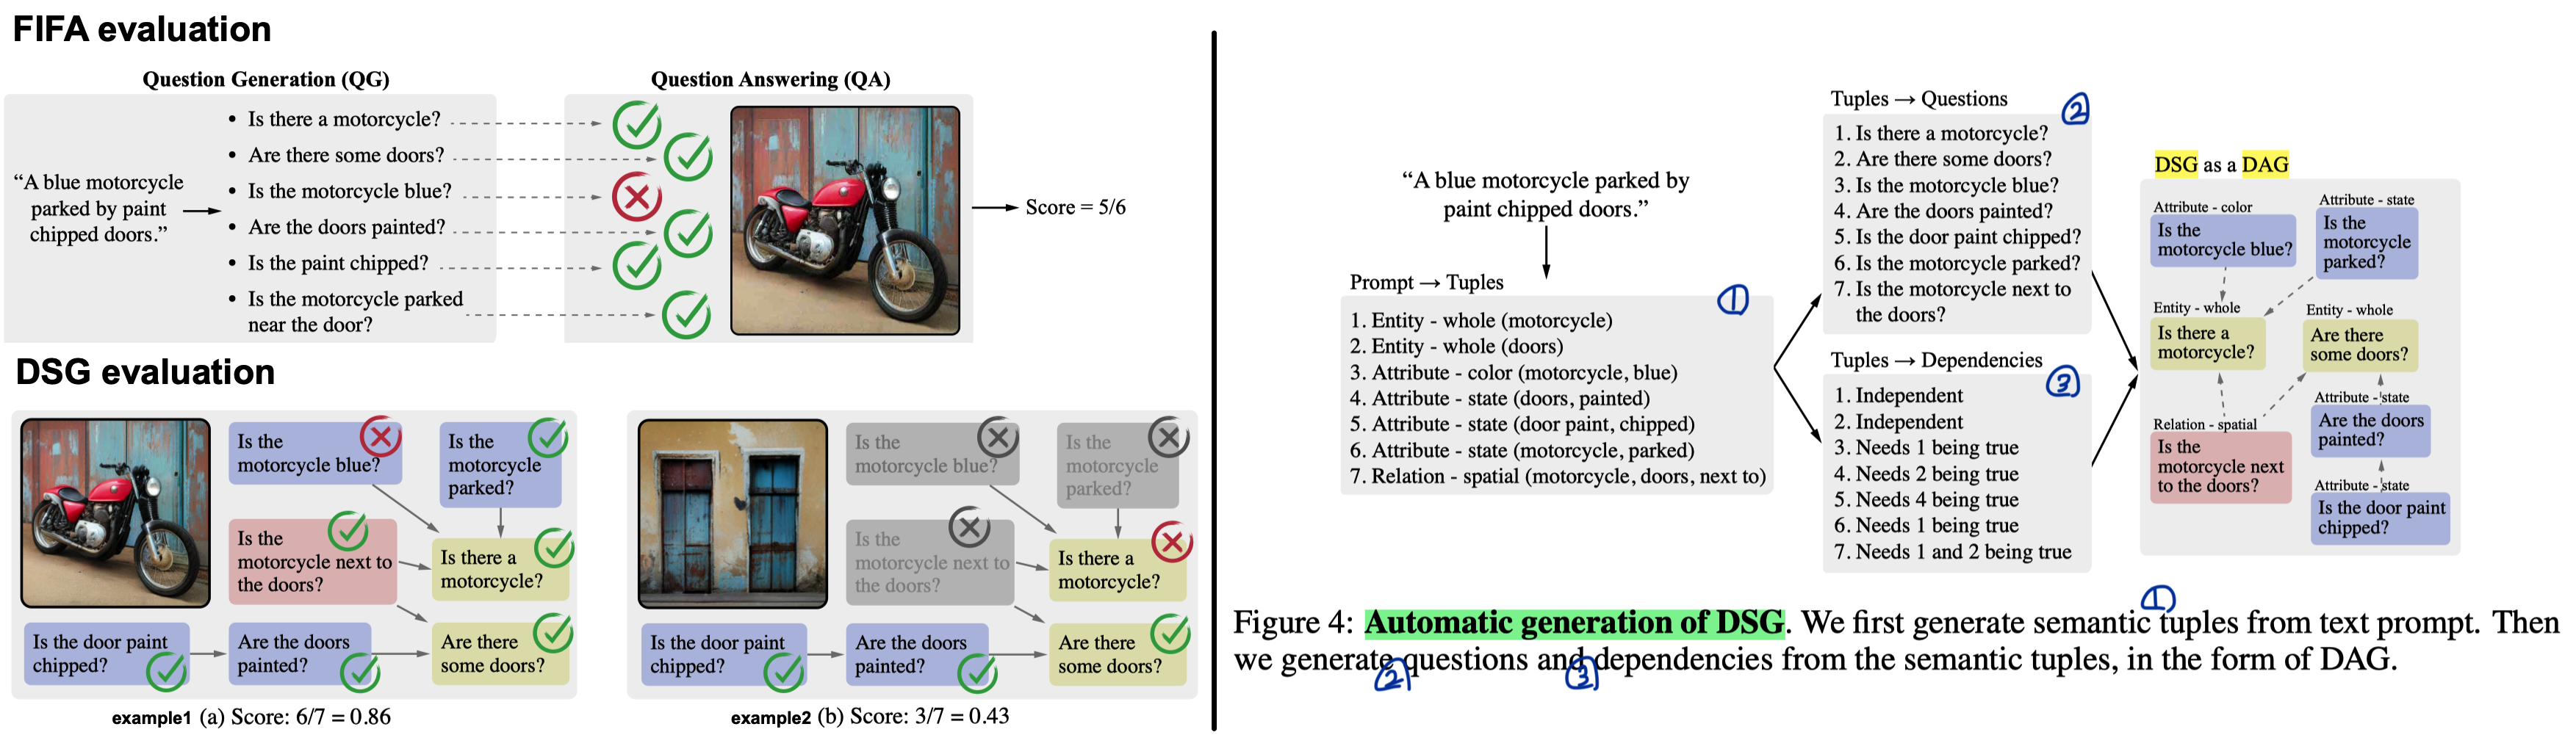 FIFA evaluation
Question Generation (QG)
Question Answering (QA)
“A blue motorcycle
parked by paint
chipped doors.”
• Is there a motorcycle?
• Are there some doors?
• Is the motorcycle blue?
• Are the doors painted?
• Is the paint chipped?
• Is the motorcycle parked
near the door?
Score = 5/6
DSG evaluation
Is the
motorcycle blue?
Is the
motorcycle
parked?
Is the
motorcycle next to
the doors?
Is there a
motorcycle?
Is the door paint
chipped?
Are the doors
painted?
Are there
some doors?
example1 (a) Score: 6/7 = 0.86
Is the
motorcycle blue?
Is the
motorcycle
parked?
Is the
motorcycle next to
the doors?
Is there a
motorcycle?
Is the door paint
chipped?
Are the doors
painted?
Are there
some doors?
example2 (b) Score: 3/7 = 0.43
“A blue motorcycle parked by
paint chipped doors.”
Prompt → Tuples
①
1. Entity - whole (motorcycle)
2. Entity - whole (doors)
3. Attribute - color (motorcycle, blue)
4. Attribute - state (doors, painted)
5. Attribute - state (door paint, chipped)
6. Attribute - state (motorcycle, parked)
7. Relation - spatial (motorcycle, doors, next to)
Tuples → Questions
②
1. Is there a motorcycle?
2. Are there some doors?
3. Is the motorcycle blue?
4. Are the doors painted?
5. Is the door paint chipped?
6. Is the motorcycle parked?
7. Is the motorcycle next to
the doors?
Tuples → Dependencies
③
1. Independent
2. Independent
3. Needs 1 being true
4. Needs 2 being true
5. Needs 4 being true
6. Needs 1 being true
7. Needs 1 and 2 being true
DSG as a DAG
Attribute - color
Is the
motorcycle blue?
Attribute - state
Is the
motorcycle
parked?
Entity - whole
Is there a
motorcycle?
Entity - whole
Are there
some doors?
Relation - spatial
Is the
motorcycle next
to the doors?
Attribute - state
Are the doors
painted?
Attribute - state
Is the door paint
chipped?
①
Figure 4: Automatic generation of DSG. We first generate semantic tuples from text prompt. Then
we generate questions and dependencies from the semantic tuples, in the form of DAG.
② ③